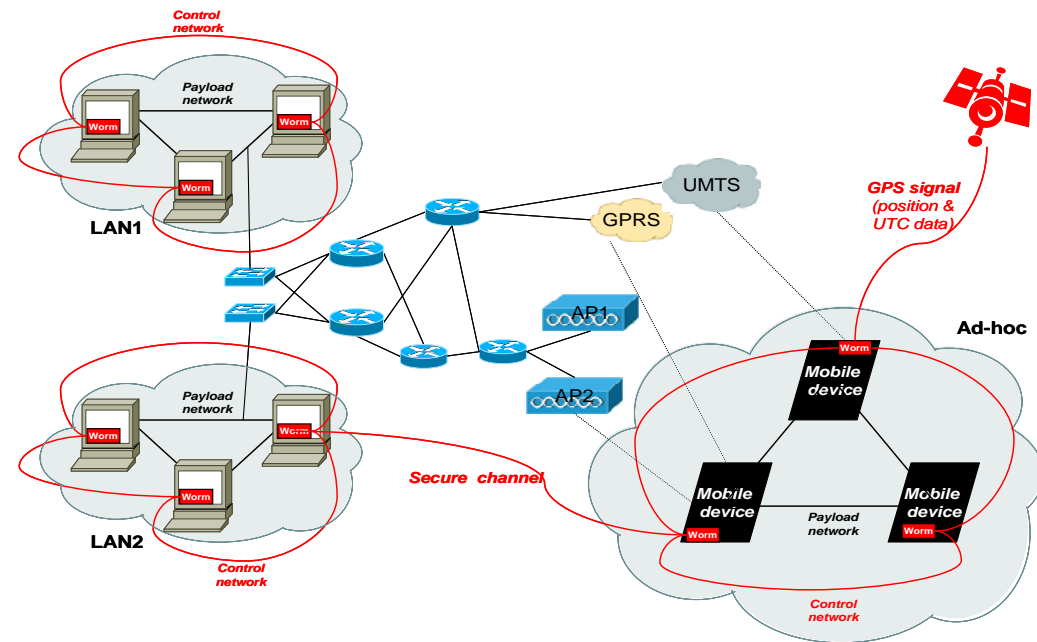 Control
network
Payload
network
Worm
Worm
Worm
LAN1
UMTS
GPRS
GPS signal
(position &
UTC data)
AP1
AP2
Ad-hoc
Payload
network
Worm
Worm
Worm
LAN2
Control
network
Secure channel
Worm
Mobile
device
Mobile
device
Worm
Mobile
device
Worm
Payload
network
Control
network